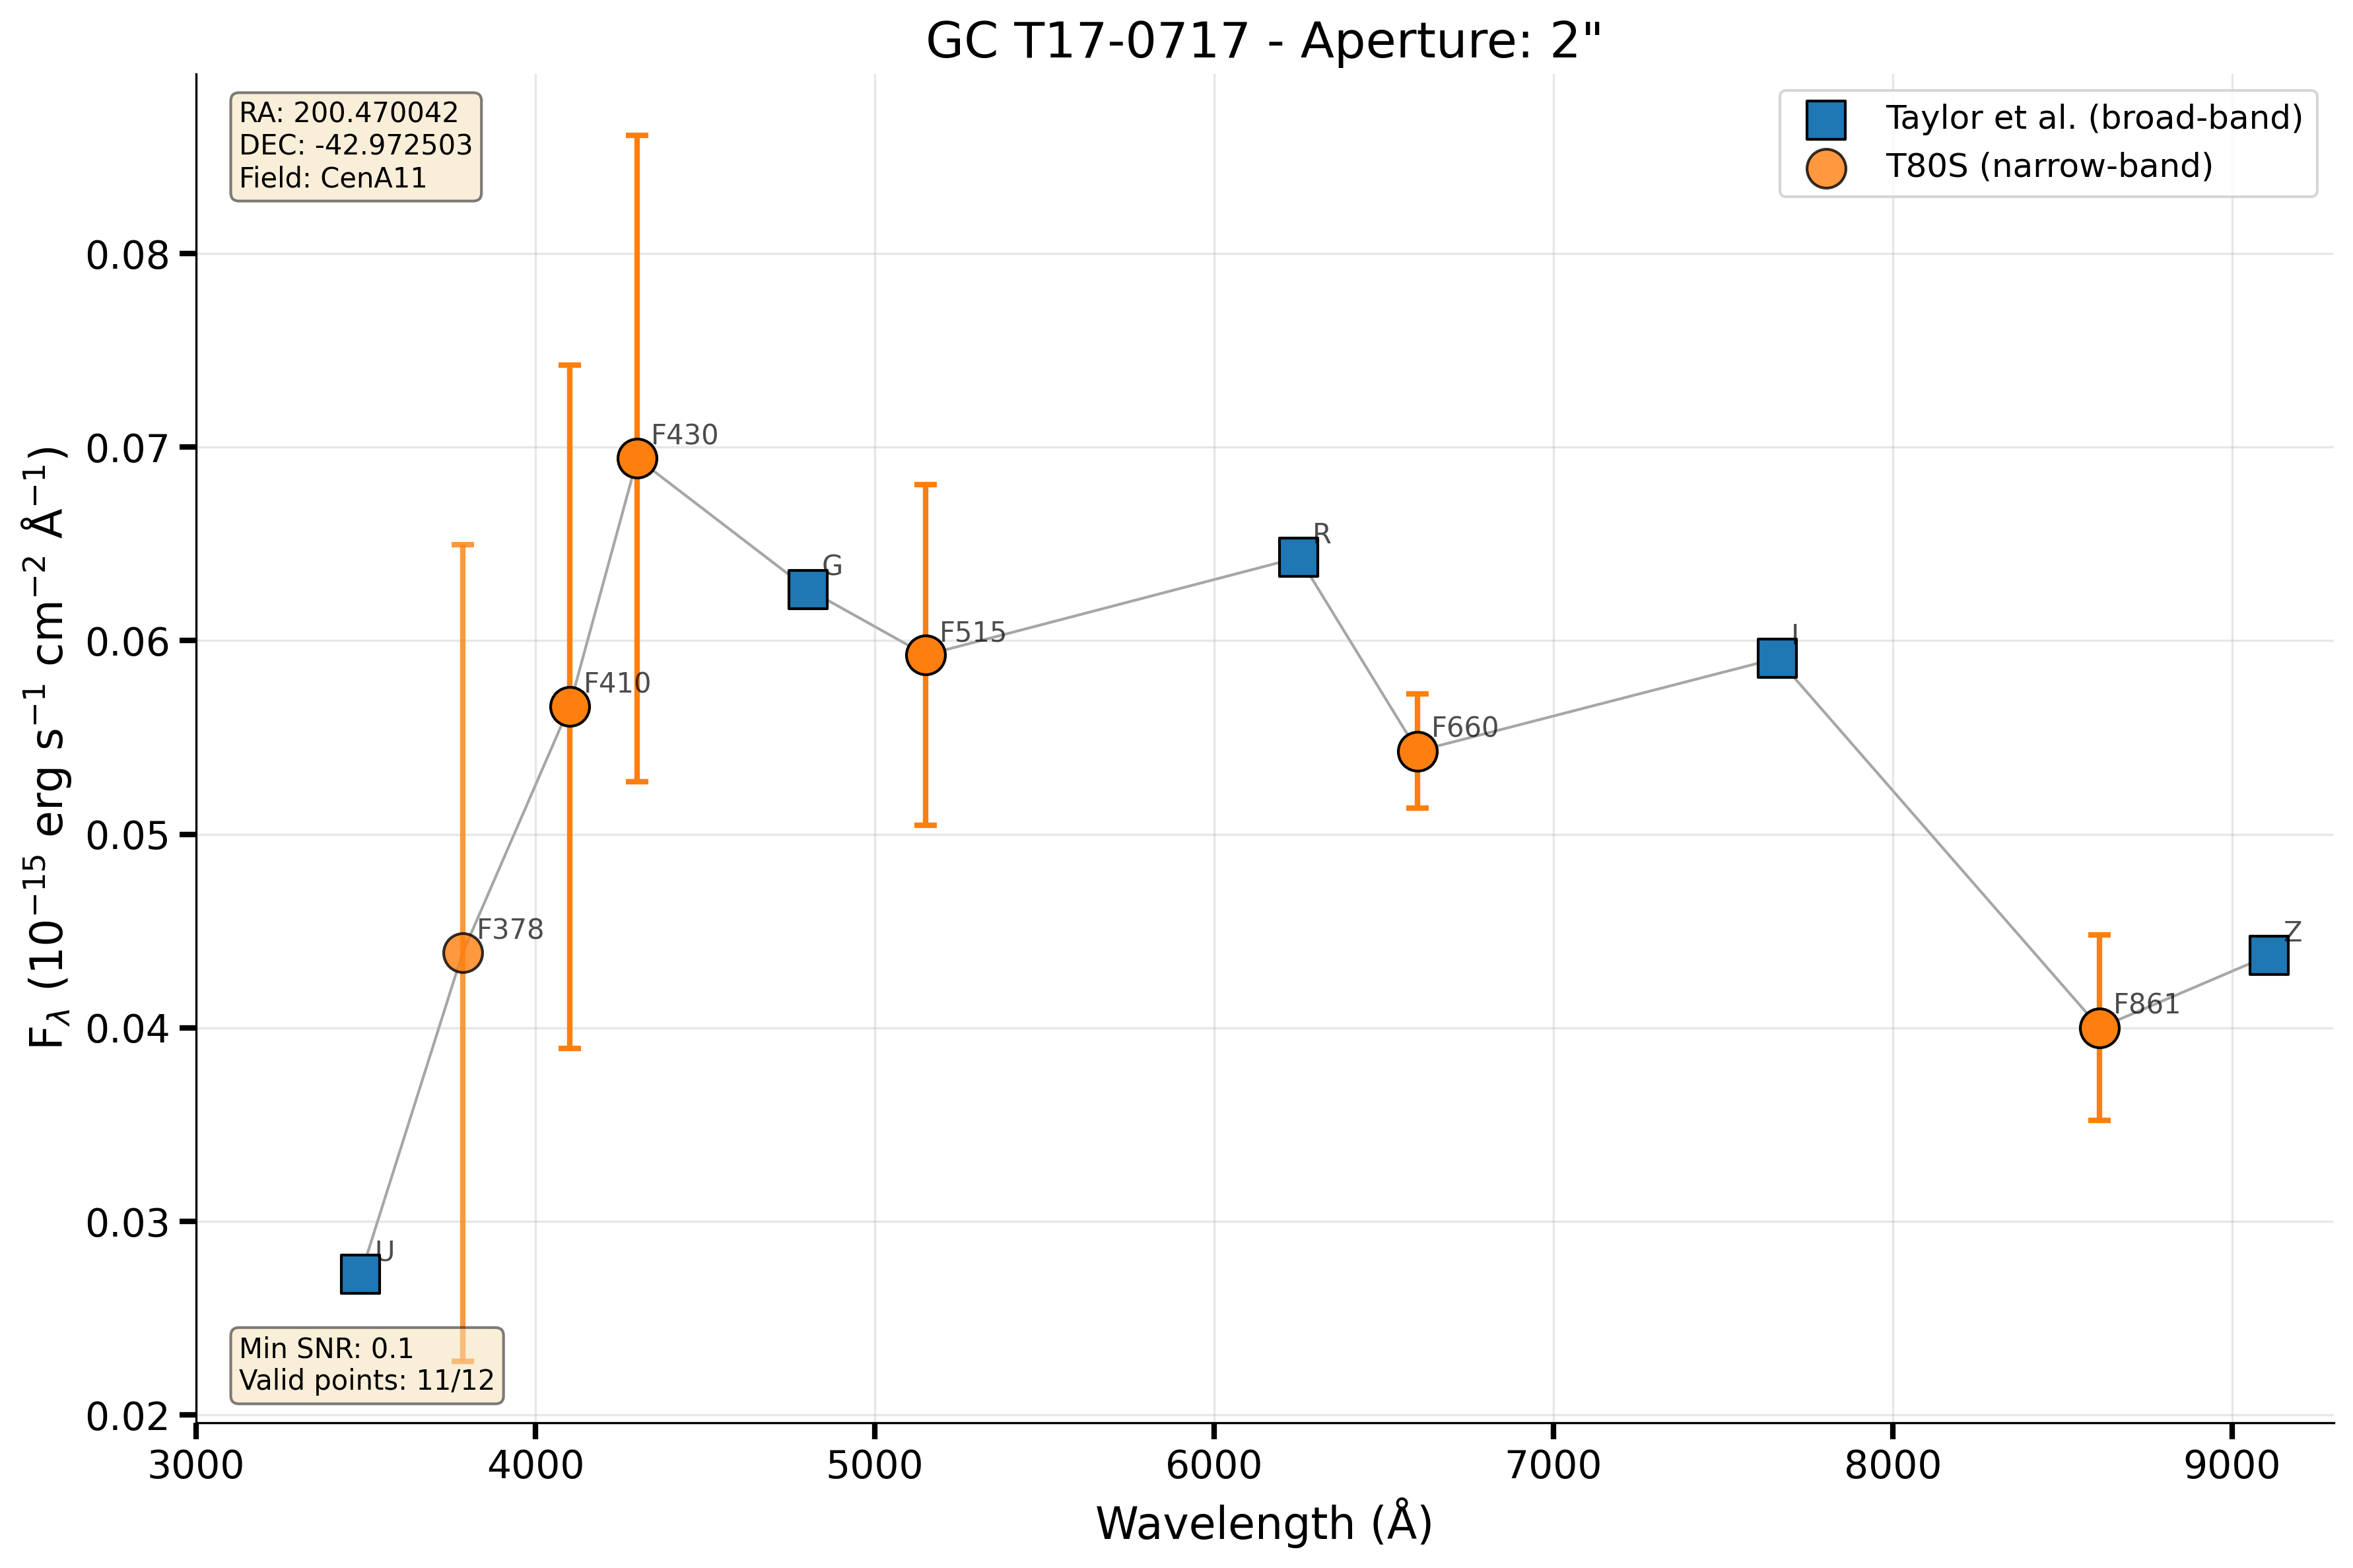 GC T17-0717 - Aperture: 2"
RA: 200.470042
DEC: -42.972503
Field: CenA11
Taylor et al. (broad-band)
T80S (narrow-band)
0.08
0.07
0.06
0.05
0.04
0.03
0.02
F_λ (10⁻¹⁵ erg s⁻¹ cm⁻² Å⁻¹)
F430
R
G
F515
I
F410
F660
F378
Z
F861
U
Min SNR: 0.1
Valid points: 11/12
3000 4000 5000 6000 7000 8000 9000
Wavelength (Å)